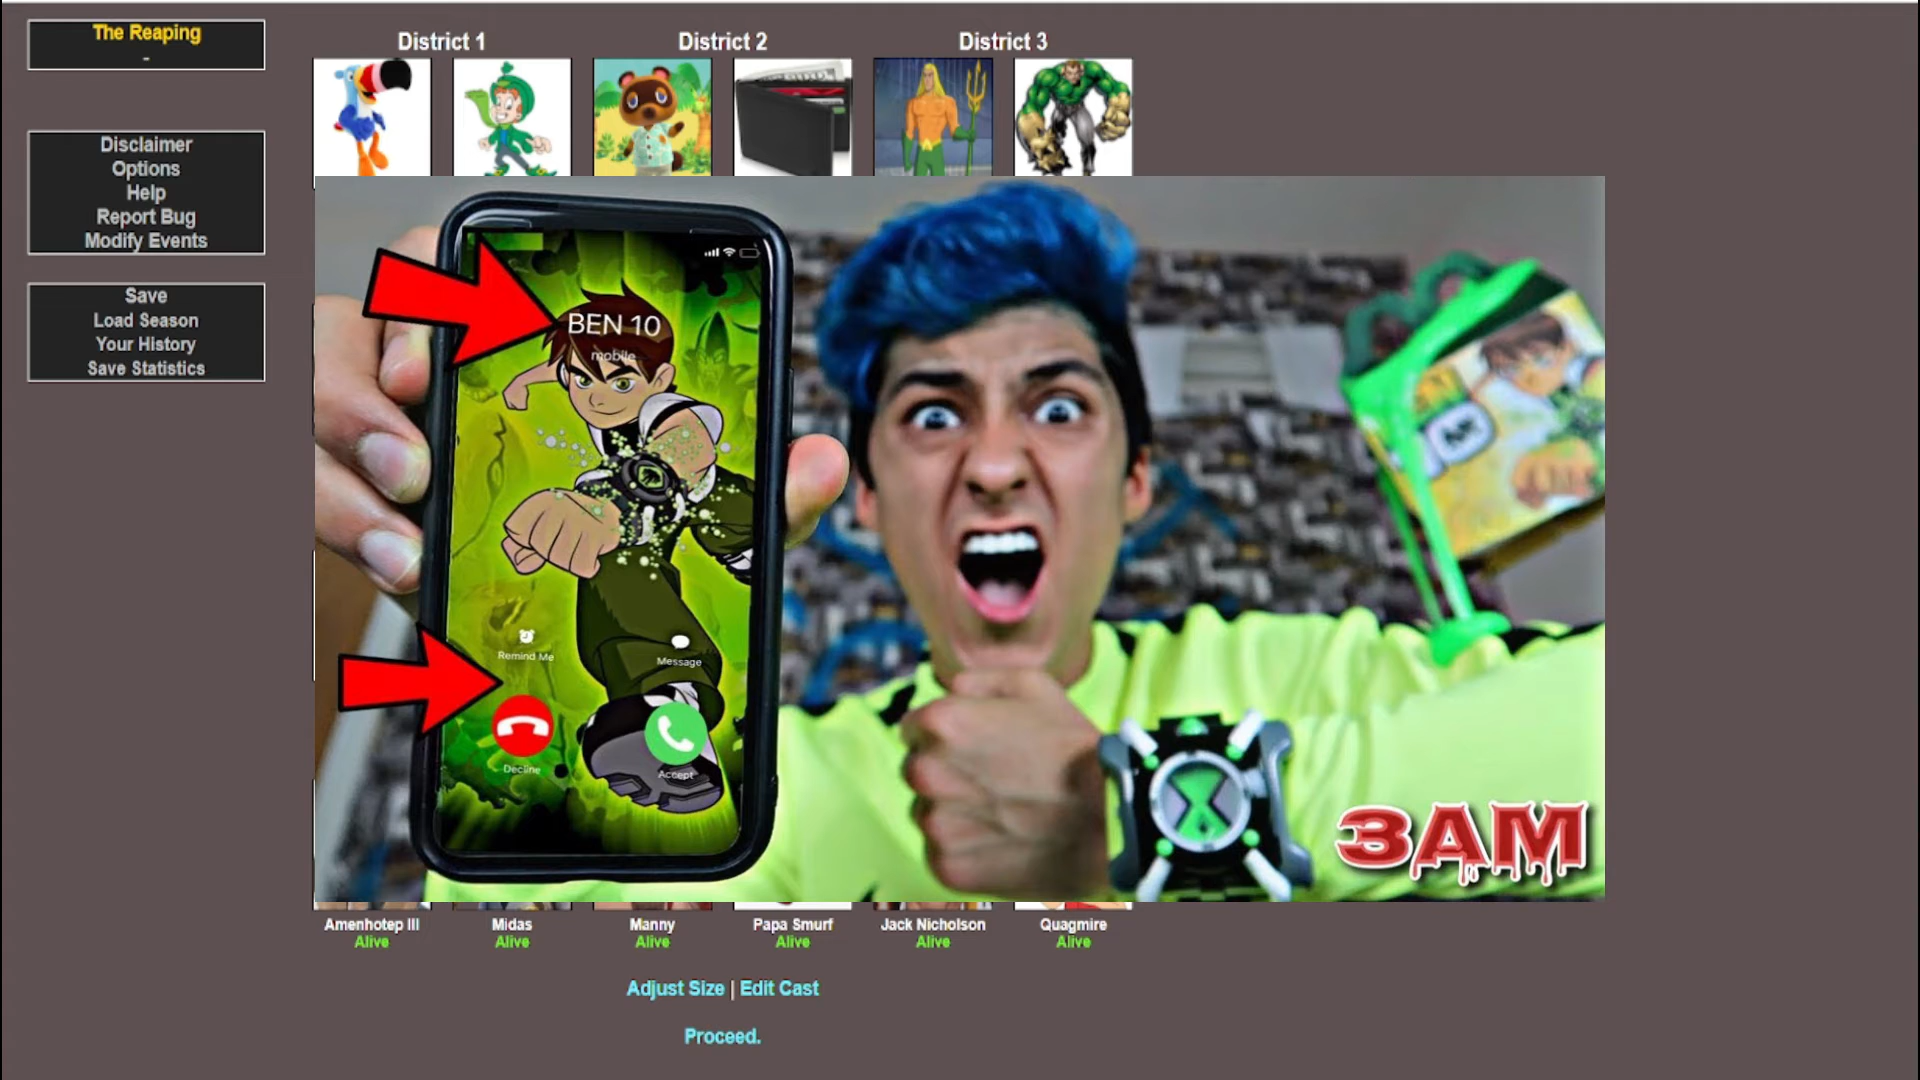 The Reaping
-
Disclaimer
Options
Help
Report Bug
Modify Events
Save
Load Season
Your History
Save Statistics
District 1
District 2
District 3
BEN 10
mobile
Remind Me
Message
Decline
Accept
3AM
Amenhotep III
Midas
Manny
Papa Smurf
Jack Nicholson
Quagmire
Alive
Alive
Alive
Alive
Alive
Alive
Adjust Size | Edit Cast
Proceed.